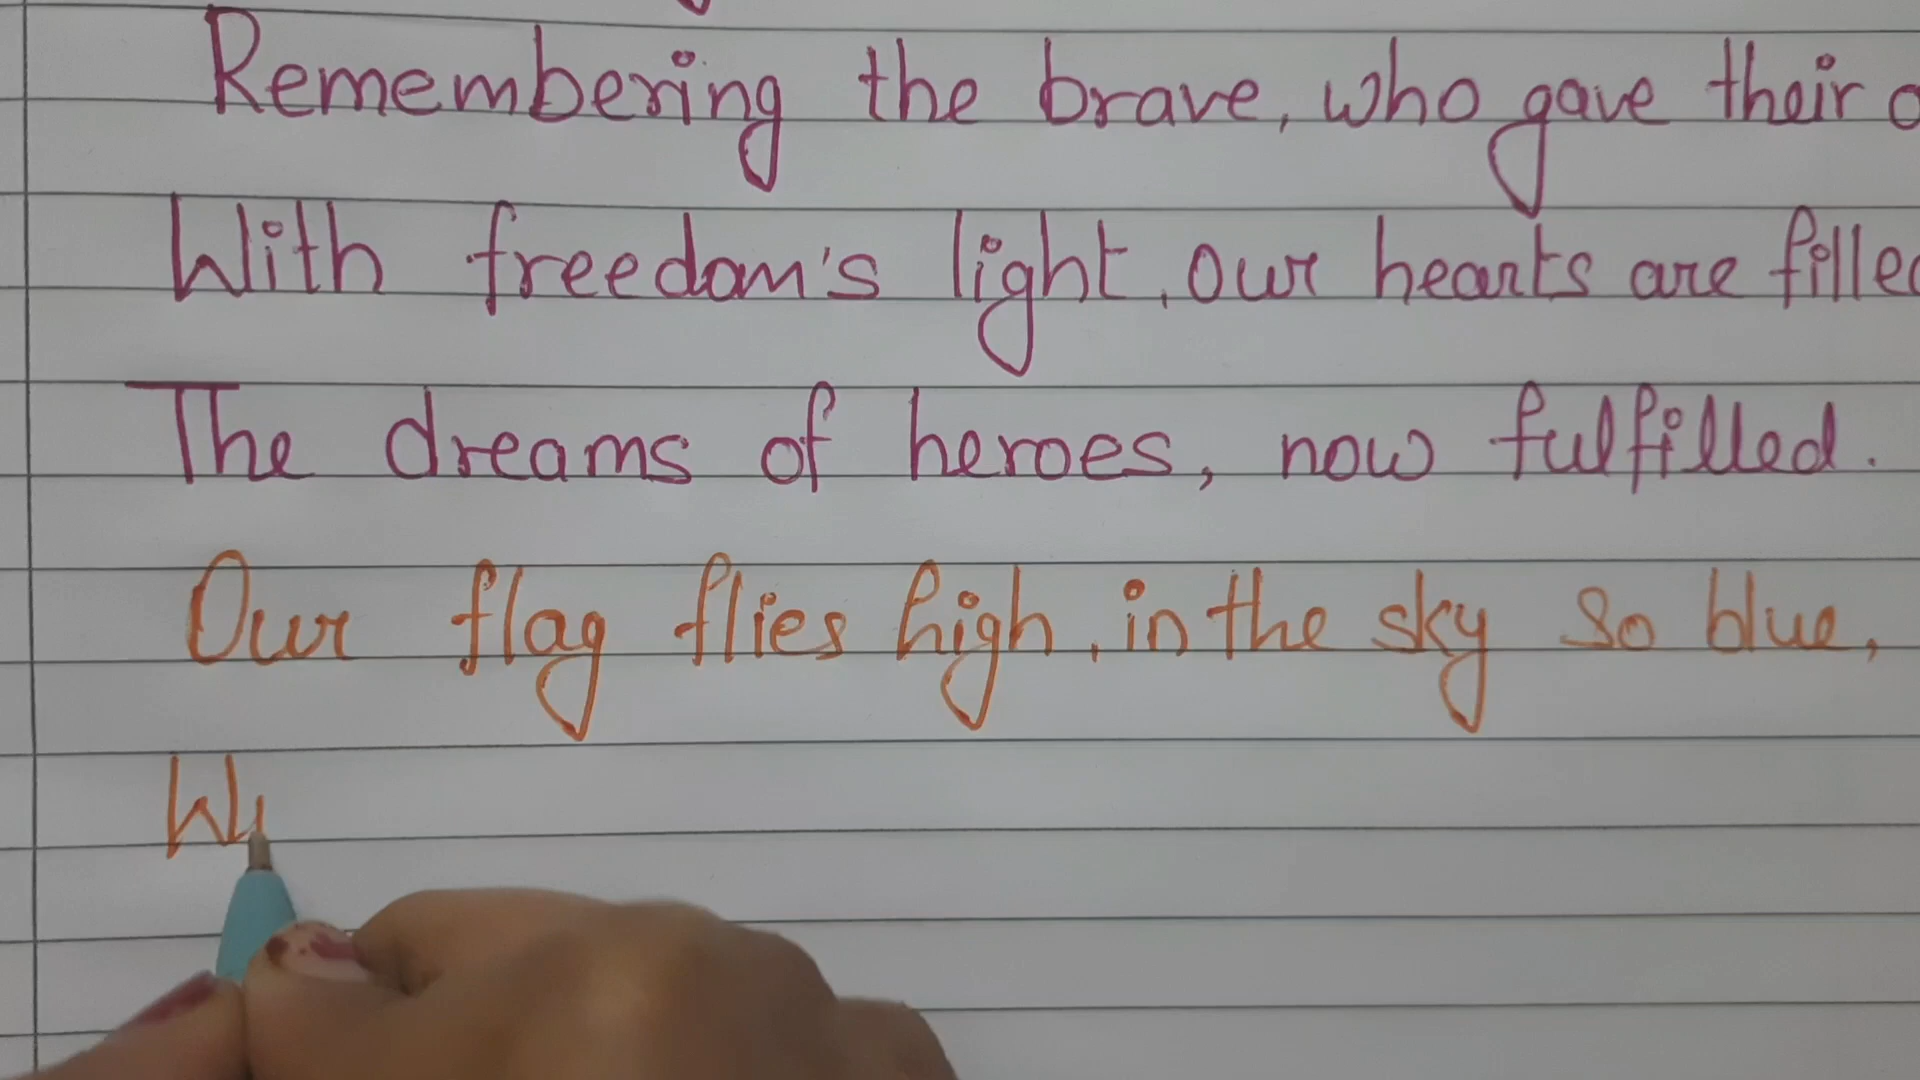 Remembering the brave, who gave their
With freedom's light, our hearts are filled
The dreams of heroes, now fulfilled.
Our flag flies high, in the sky so blue,